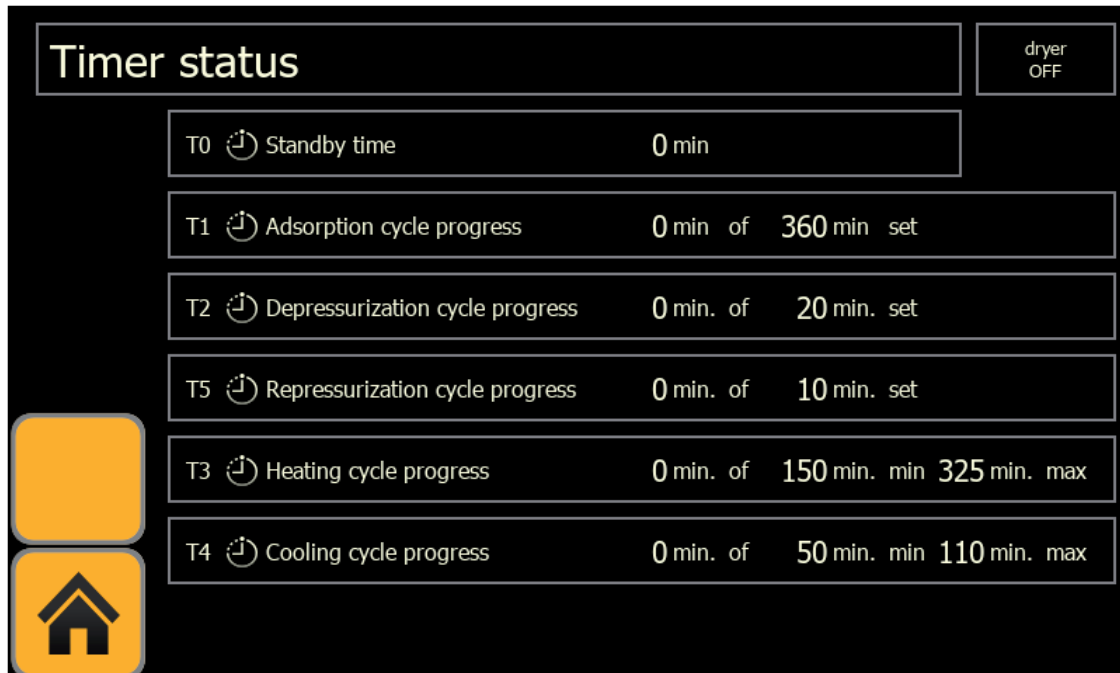 Timer status
dryer
OFF
T0 Standby time 0 min
T1 Adsorption cycle progress 0 min of 360 min set
T2 Depressurization cycle progress 0 min. of 20 min. set
T5 Repressurization cycle progress 0 min. of 10 min. set
T3 Heating cycle progress 0 min. of 150 min. min 325 min. max
T4 Cooling cycle progress 0 min. of 50 min. min 110 min. max